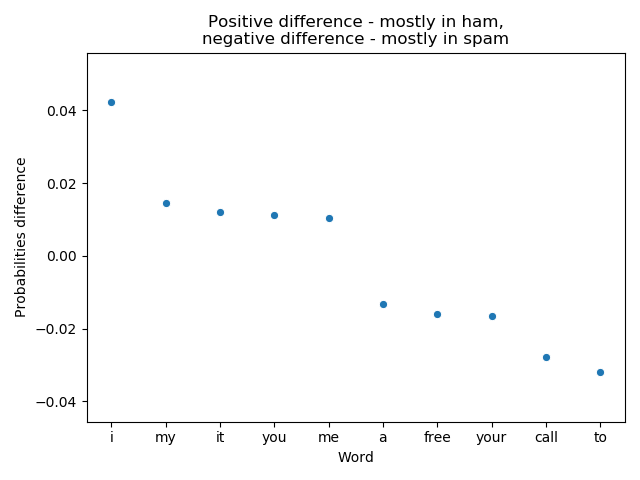 Positive difference - mostly in ham,
negative difference - mostly in spam
Probabilities difference
0.04
0.02
0.00
−0.02
−0.04
i my it you me a free your call to
Word